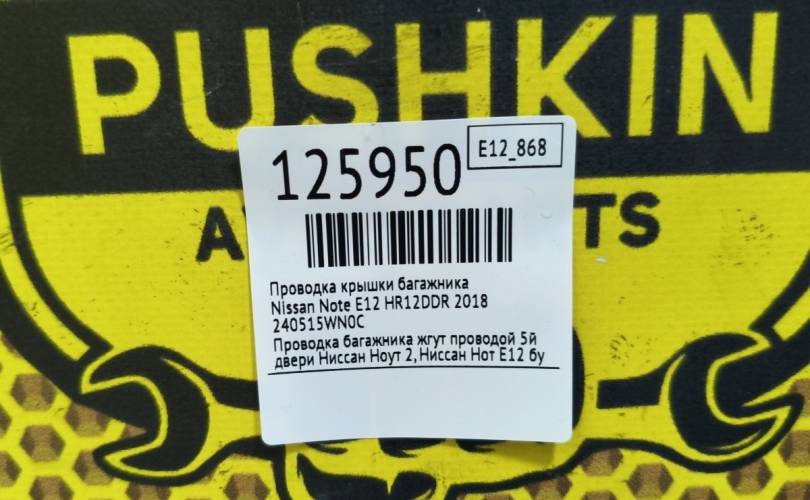 PUSHKIN
125950
E12_868
Проводка крышки багажника
Nissan Note E12 HR12DDR 2018
240515WN0C
Проводка багажника жгут проводой 5й
двери Ниссан Ноут 2,Ниссан Нот Е12 бу